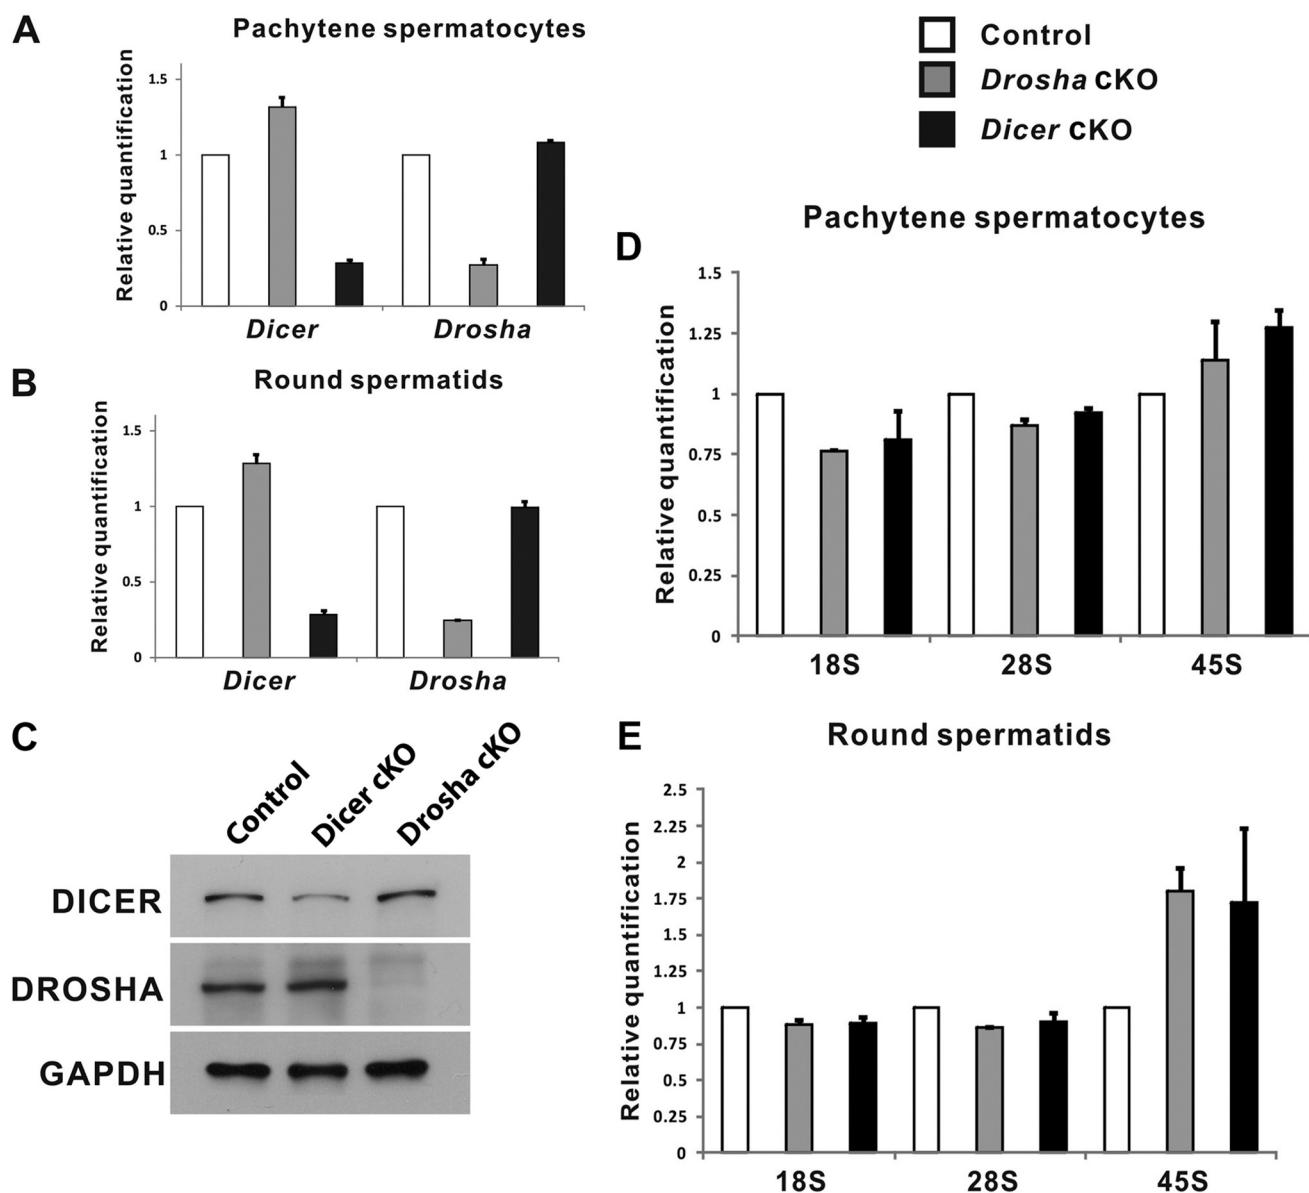 A
Pachytene spermatocytes
Relative quantification
1.5
1
0.5
0
Dicer
Drosha
B
Round spermatids
Relative quantification
1.5
1
0.5
0
Dicer
Drosha
C
Control
Dicer cKO
Drosha cKO
DICER
DROSHA
GAPDH
Control
Drosha cKO
Dicer cKO
D
Pachytene spermatocytes
Relative quantification
1.5
1.25
1
0.75
0.5
0.25
0
18S
28S
45S
E
Round spermatids
Relative quantification
2.5
2.25
2
1.75
1.5
1.25
1
0.75
0.5
0.25
0
18S
28S
45S